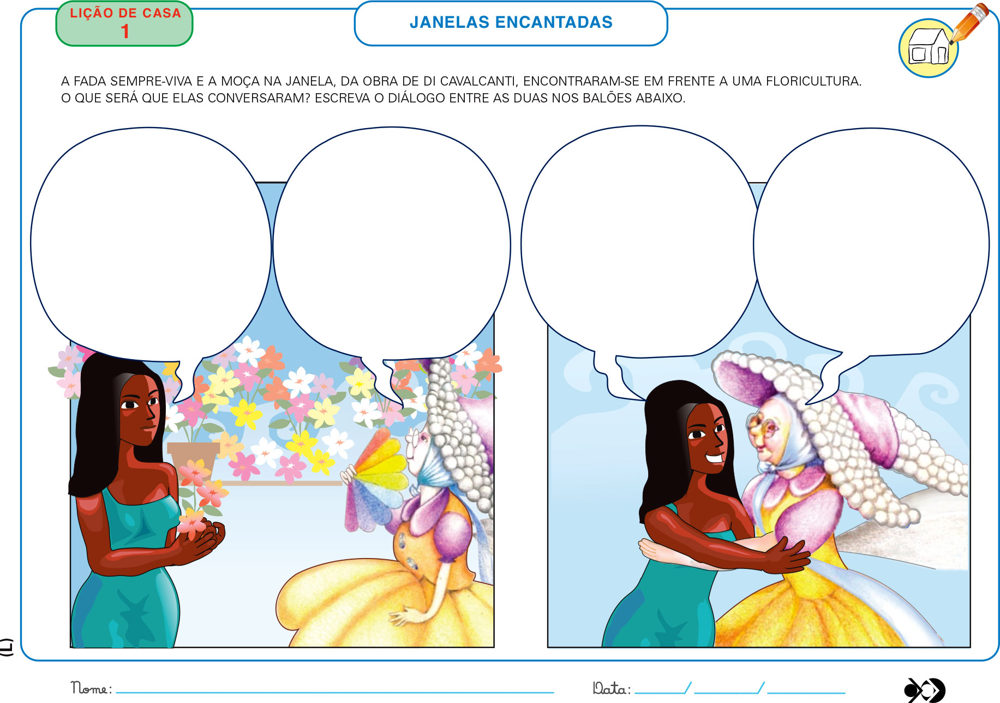 LIÇÃO DE CASA
1
JANELAS ENCANTADAS
A FADA SEMPRE-VIVA E A MOÇA NA JANELA, DA OBRA DE DI CAVALCANTI, ENCONTRARAM-SE EM FRENTE A UMA FLORICULTURA.
O QUE SERÁ QUE ELAS CONVERSARAM? ESCREVA O DIÁLOGO ENTRE AS DUAS NOS BALÕES ABAIXO.
(L)
Nome:
Data: / /